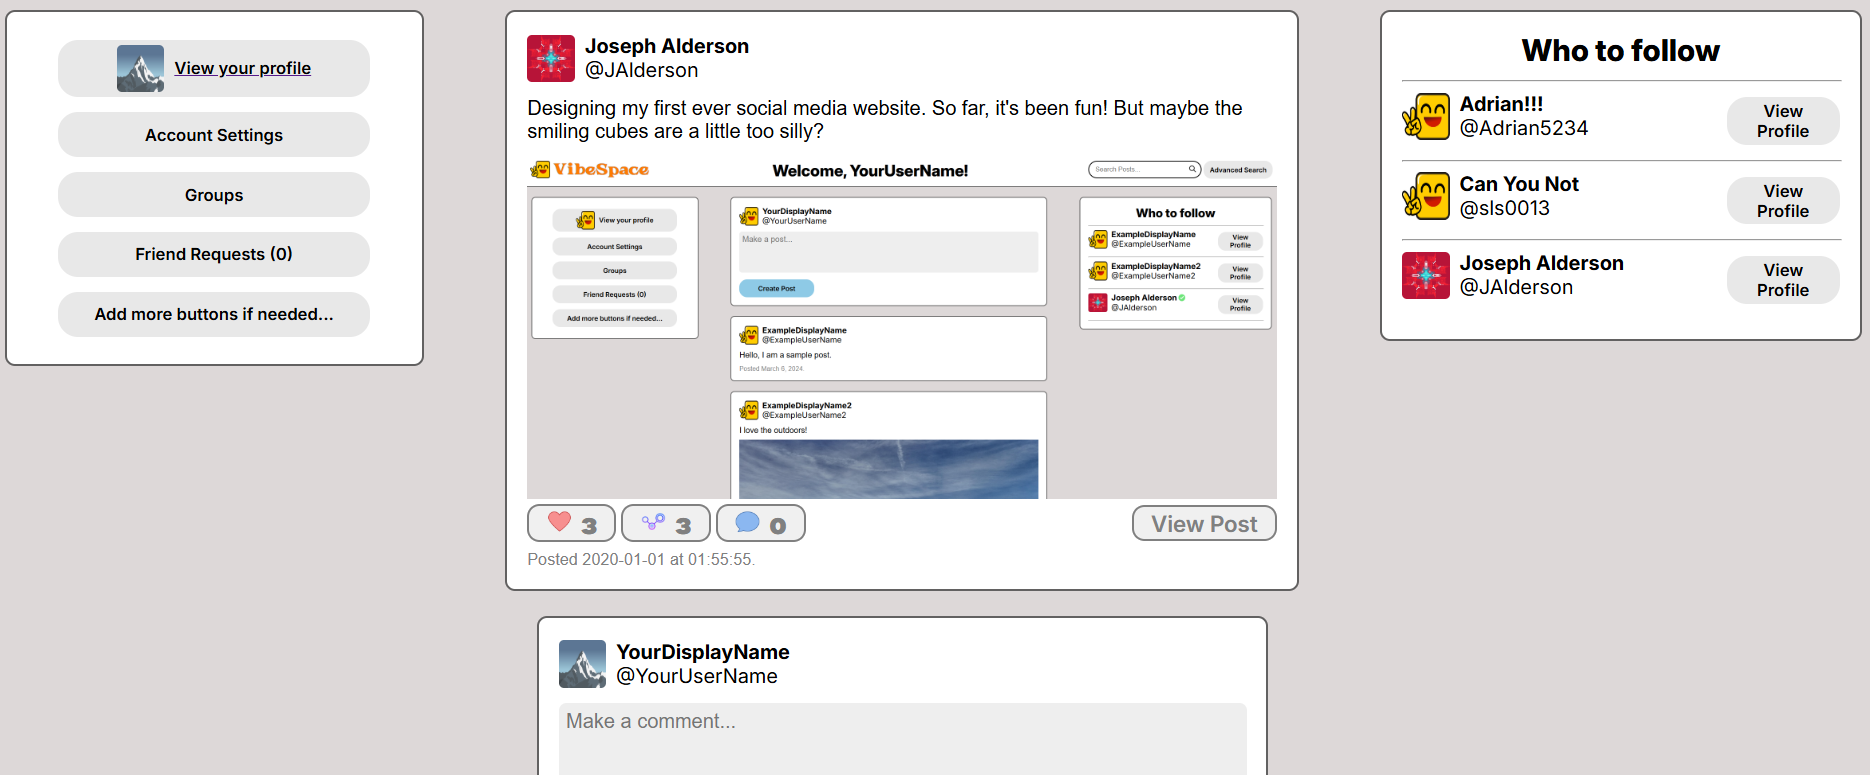 View your profile
Account Settings
Groups
Friend Requests (0)
Add more buttons if needed...
Joseph Alderson
@JAlderson
Designing my first ever social media website. So far, it's been fun! But maybe the
smiling cubes are a little too silly?
VibeSpace
Welcome, YourUserName!
Search Posts...
Advanced Search
View your profile
Account Settings
Groups
Friend Requests (0)
Add more buttons if needed...
YourDisplayName
@YourUserName
Make a post...
Create Post
ExampleDisplayName
@ExampleUserName
Hello, I am a sample post.
Posted March 6, 2024.
ExampleDisplayName2
@ExampleUserName2
I love the outdoors!
Who to follow
ExampleDisplayName
@ExampleUserName
View
Profile
ExampleDisplayName2
@ExampleUserName2
View
Profile
Joseph Alderson
@JAlderson
View
Profile
3
3
0
View Post
Posted 2020-01-01 at 01:55:55.
YourDisplayName
@YourUserName
Make a comment...
Who to follow
Adrian!!!
@Adrian5234
View
Profile
Can You Not
@sls0013
View
Profile
Joseph Alderson
@JAlderson
View
Profile